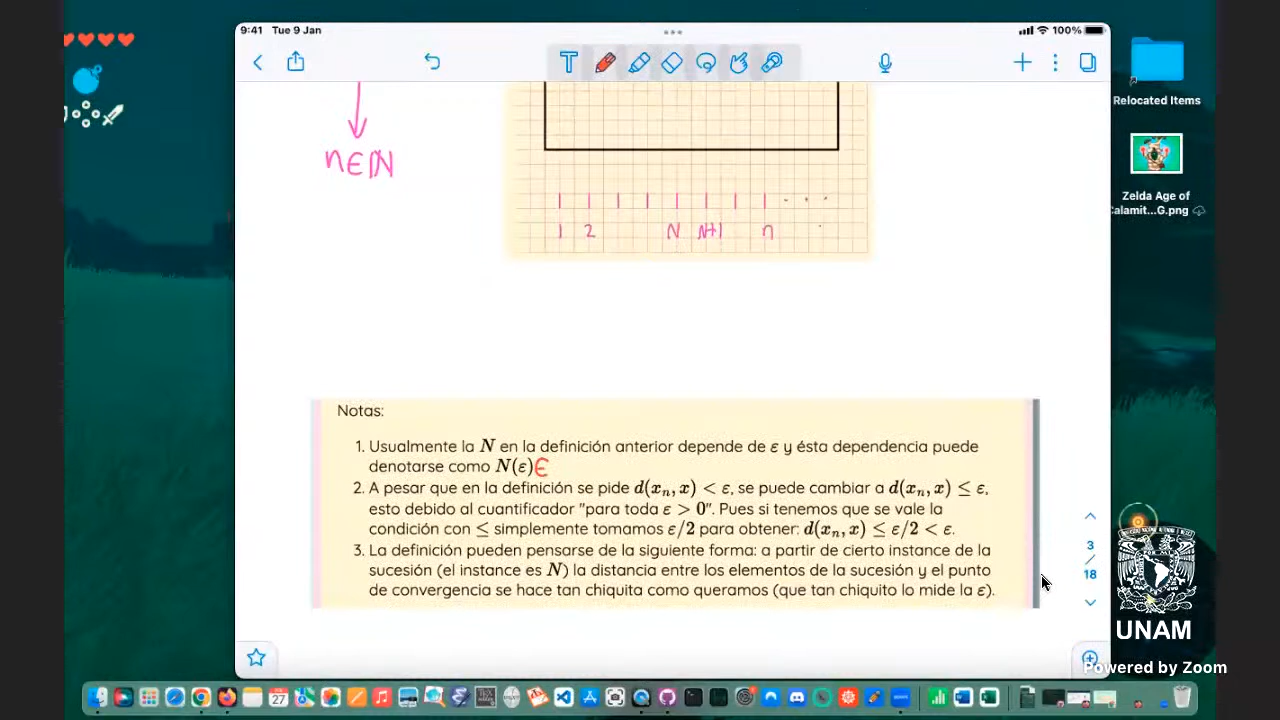 9:41 Tue 9 Jan
100%
n∈ℕ
1 2 N N+1 n
Notas:
1. Usualmente la N en la definición anterior depende de ε y ésta dependencia puede
denotarse como N(ε) ∈
2. A pesar que en la definición se pide d(xₙ, x) < ε, se puede cambiar a d(xₙ, x) ≤ ε,
esto debido al cuantificador "para toda ε > 0". Pues si tenemos que se vale la
condición con ≤ simplemente tomamos ε/2 para obtener: d(xₙ, x) ≤ ε/2 < ε.
3. La definición pueden pensarse de la siguiente forma: a partir de cierto instance de la
sucesión (el instance es N) la distancia entre los elementos de la sucesión y el punto
de convergencia se hace tan chiquita como queramos (que tan chiquito lo mide la ε).
3
/
18
Relocated Items
Zelda Age of
Calamit...G.png
UNAM
Powered by Zoom
27